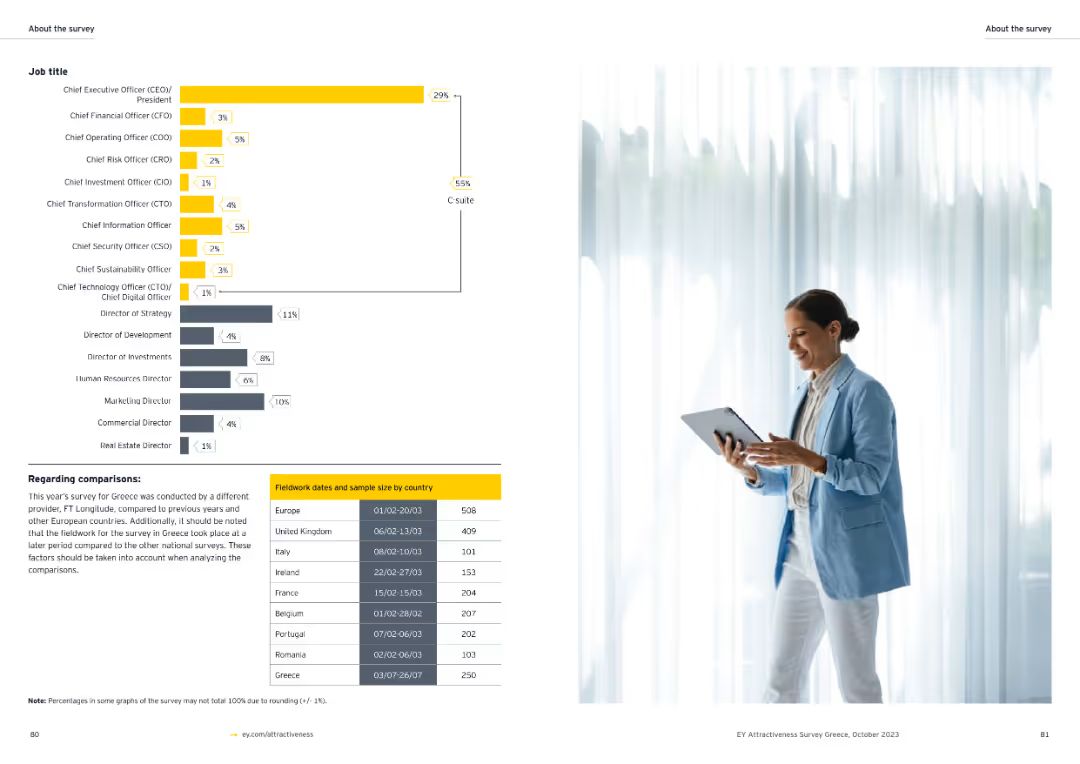 About the survey
About the survey
Job title
Chief Executive Officer (CEO)/
President
29%
Chief Financial Officer (CFO)
3%
Chief Operating Officer (COO)
5%
Chief Risk Officer (CRO)
2%
Chief Investment Officer (CIO)
1%
Chief Transformation Officer (CTO)
4%
Chief Information Officer
5%
Chief Security Officer (CSO)
2%
Chief Sustainability Officer
3%
Chief Technology Officer (CTO)/
Chief Digital Officer
1%
55%
C suite
Director of Strategy
11%
Director of Development
4%
Director of Investments
8%
Human Resources Director
6%
Marketing Director
10%
Commercial Director
4%
Real Estate Director
1%
Regarding comparisons:
This year's survey for Greece was conducted by a different
provider, FT Longitude, compared to previous years and
other European countries. Additionally, it should be noted
that the fieldwork for the survey in Greece took place at a
later period compared to the other national surveys. These
factors should be taken into account when analyzing the
comparisons.
Fieldwork dates and sample size by country
Europe 01/02-20/03 508
United Kingdom 06/02-13/03 409
Italy 08/02-10/03 101
Ireland 22/02-27/03 153
France 15/02-15/03 204
Belgium 01/02-28/02 207
Portugal 07/02-06/03 202
Romania 02/02-06/03 103
Greece 03/07-26/07 250
Note: Percentages in some graphs of the survey may not total 100% due to rounding (+/- 1%).
80
→ ey.com/attractiveness
EY Attractiveness Survey Greece, October 2023
81